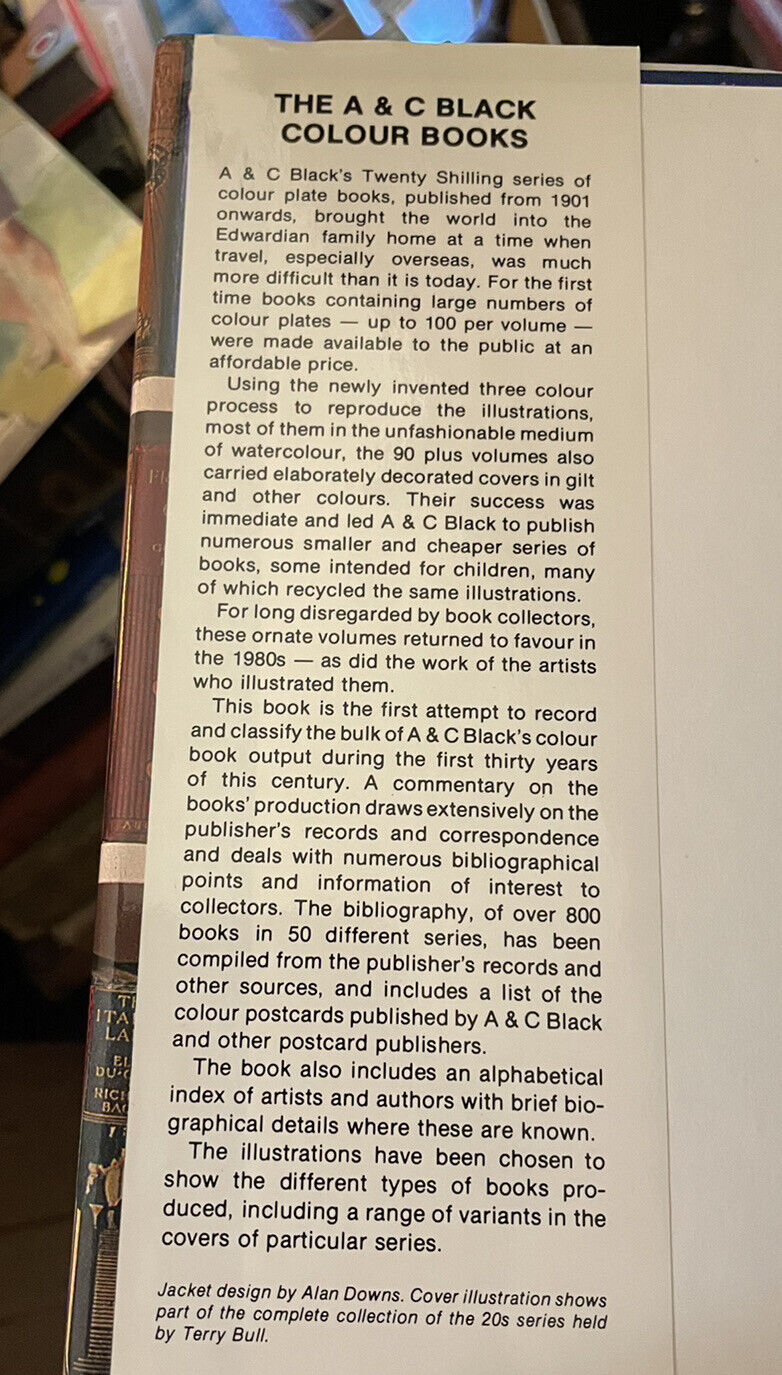 THE A & C BLACK
COLOUR BOOKS
A & C Black's Twenty Shilling series of
colour plate books, published from 1901
onwards, brought the world into the
Edwardian family home at a time when
travel, especially overseas, was much
more difficult than it is today. For the first
time books containing large numbers of
colour plates — up to 100 per volume —
were made available to the public at an
affordable price.
Using the newly invented three colour
process to reproduce the illustrations,
most of them in the unfashionable medium
of watercolour, the 90 plus volumes also
carried elaborately decorated covers in gilt
and other colours. Their success was
immediate and led A & C Black to publish
numerous smaller and cheaper series of
books, some intended for children, many
of which recycled the same illustrations.
For long disregarded by book collectors,
these ornate volumes returned to favour in
the 1980s — as did the work of the artists
who illustrated them.
This book is the first attempt to record
and classify the bulk of A & C Black's colour
book output during the first thirty years
of this century. A commentary on the
books' production draws extensively on the
publisher's records and correspondence
and deals with numerous bibliographical
points and information of interest to
collectors. The bibliography, of over 800
books in 50 different series, has been
compiled from the publisher's records and
other sources, and includes a list of the
colour postcards published by A & C Black
and other postcard publishers.
The book also includes an alphabetical
index of artists and authors with brief bio-
graphical details where these are known.
The illustrations have been chosen to
show the different types of books pro-
duced, including a range of variants in the
covers of particular series.
Jacket design by Alan Downs. Cover illustration shows
part of the complete collection of the 20s series held
by Terry Bull.
ITA
LA